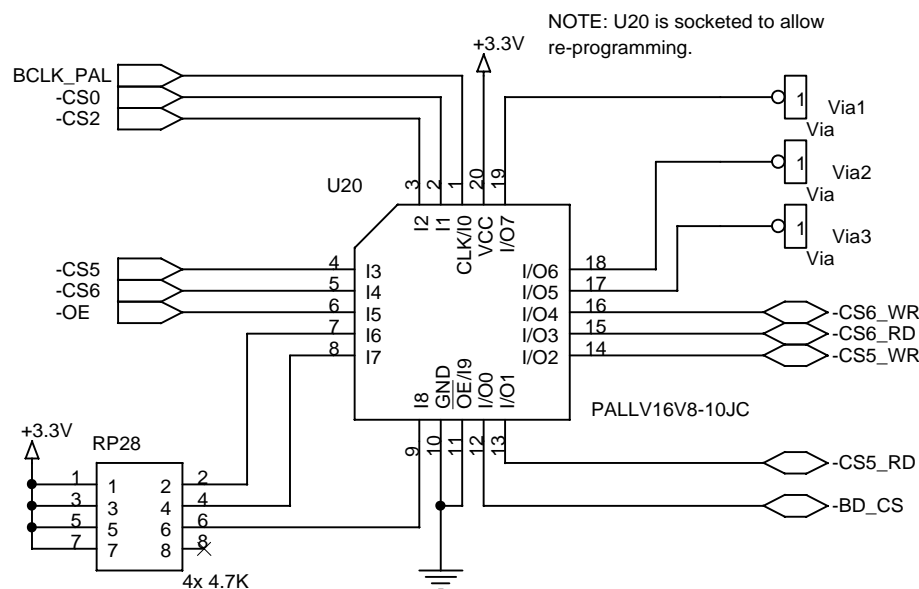 NOTE: U20 is socketed to allow
re-programming.
+3.3V
BCLK_PAL
-CS0
-CS2
1
Via1
Via
1
Via2
Via
1
Via3
Via
U20
3
2
1
20
19
I2
I1
CLK/I0
VCC
I/O7
-CS5
-CS6
-OE
4
5
6
7
8
I3
I4
I5
I6
I7
I/O6
I/O5
I/O4
I/O3
I/O2
18
17
16
15
14
-CS6_WR
-CS6_RD
-CS5_WR
I8
GND
OE/I9
I/O0
I/O1
9
10
11
12
13
PALLV16V8-10JC
-CS5_RD
-BD_CS
+3.3V
RP28
1
1
2
2
3
3
4
4
5
5
6
6
7
7
8
8
4x 4.7K